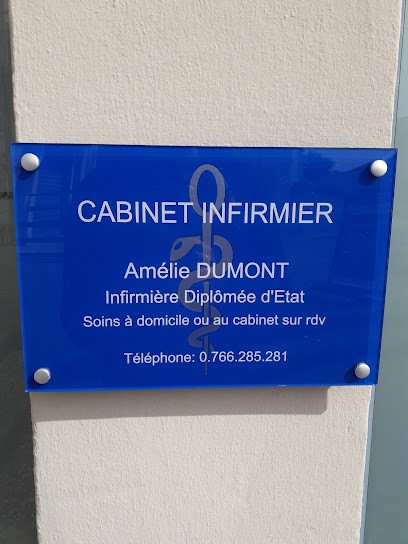 CABINET INFIRMIER
Amélie DUMONT
Infirmière Diplômée d'Etat
Soins à domicile ou au cabinet sur rdv
Téléphone: 0.766.285.281